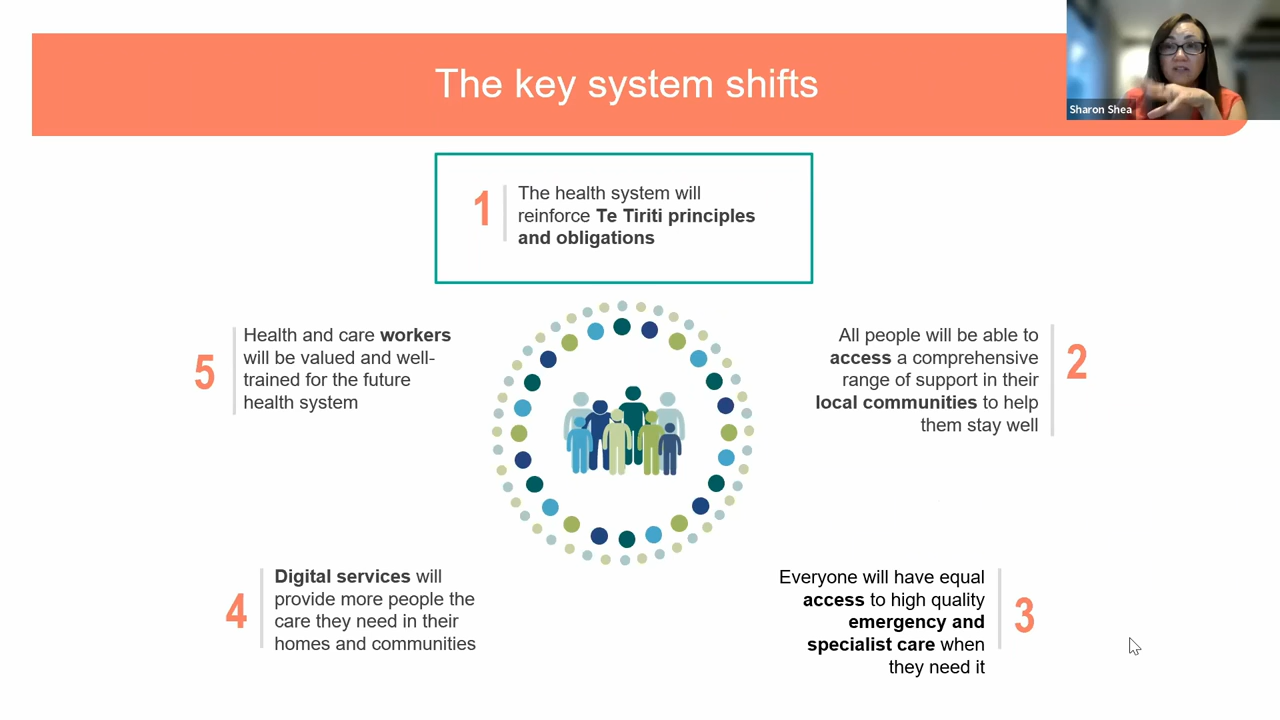 The key system shifts
Sharon Shea
1
The health system will
reinforce Te Tiriti principles
and obligations
5
Health and care workers
will be valued and well-
trained for the future
health system
All people will be able to
access a comprehensive
range of support in their
local communities to help
them stay well
2
4
Digital services will
provide more people the
care they need in their
homes and communities
Everyone will have equal
access to high quality
emergency and
specialist care when
they need it
3